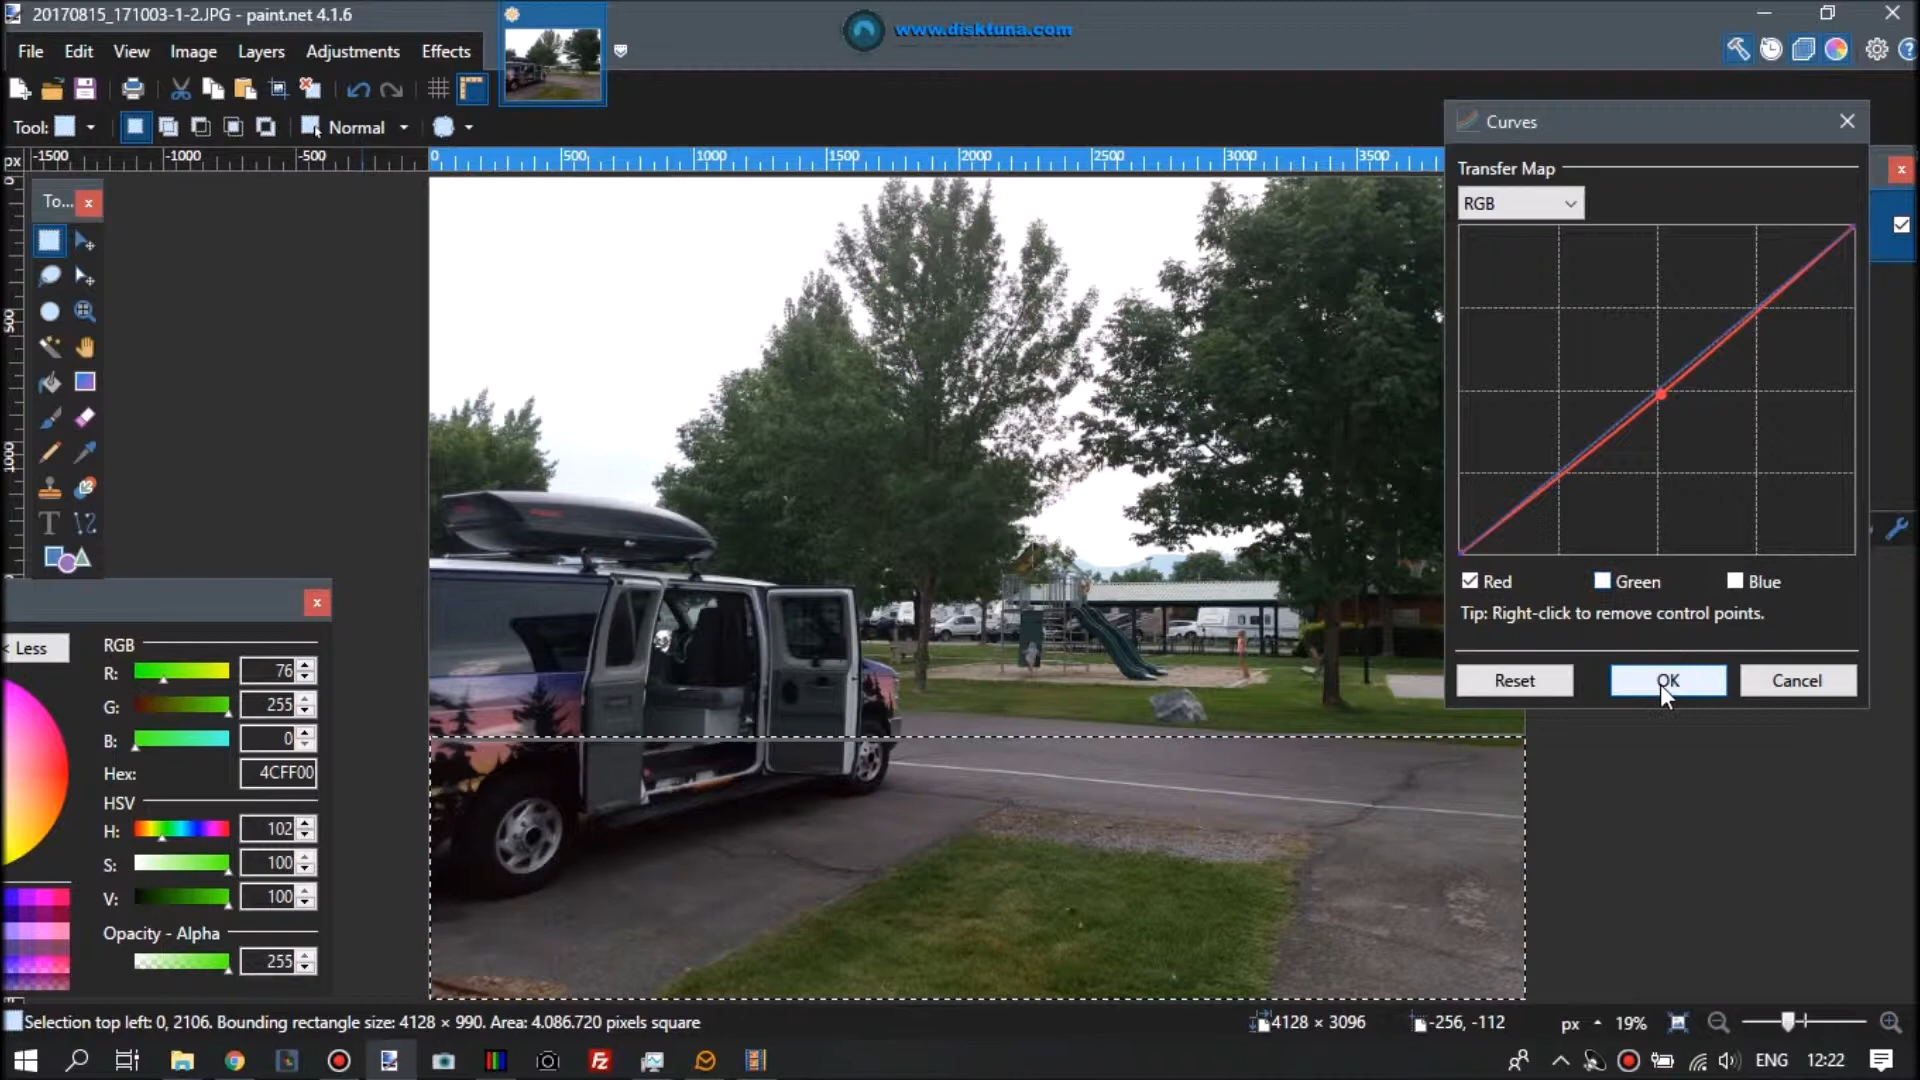 20170815_171003-1-2.JPG - paint.net 4.1.6
www.disktuna.com
File Edit View Image Layers Adjustments Effects
Tool: Normal
px -1500 -1000 -500 0 500 1000 1500 2000 2500 3000 3500
0
500
1000
To...
Curves
Transfer Map
RGB
Red Green Blue
Tip: Right-click to remove control points.
Reset OK Cancel
< Less
RGB
R: 76
G: 255
B: 0
Hex: 4CFF00
HSV
H: 102
S: 100
V: 100
Opacity - Alpha
255
Selection top left: 0, 2106. Bounding rectangle size: 4128 × 990. Area: 4.086.720 pixels square
4128 × 3096
-256, -112
px 19%
ENG 12:22